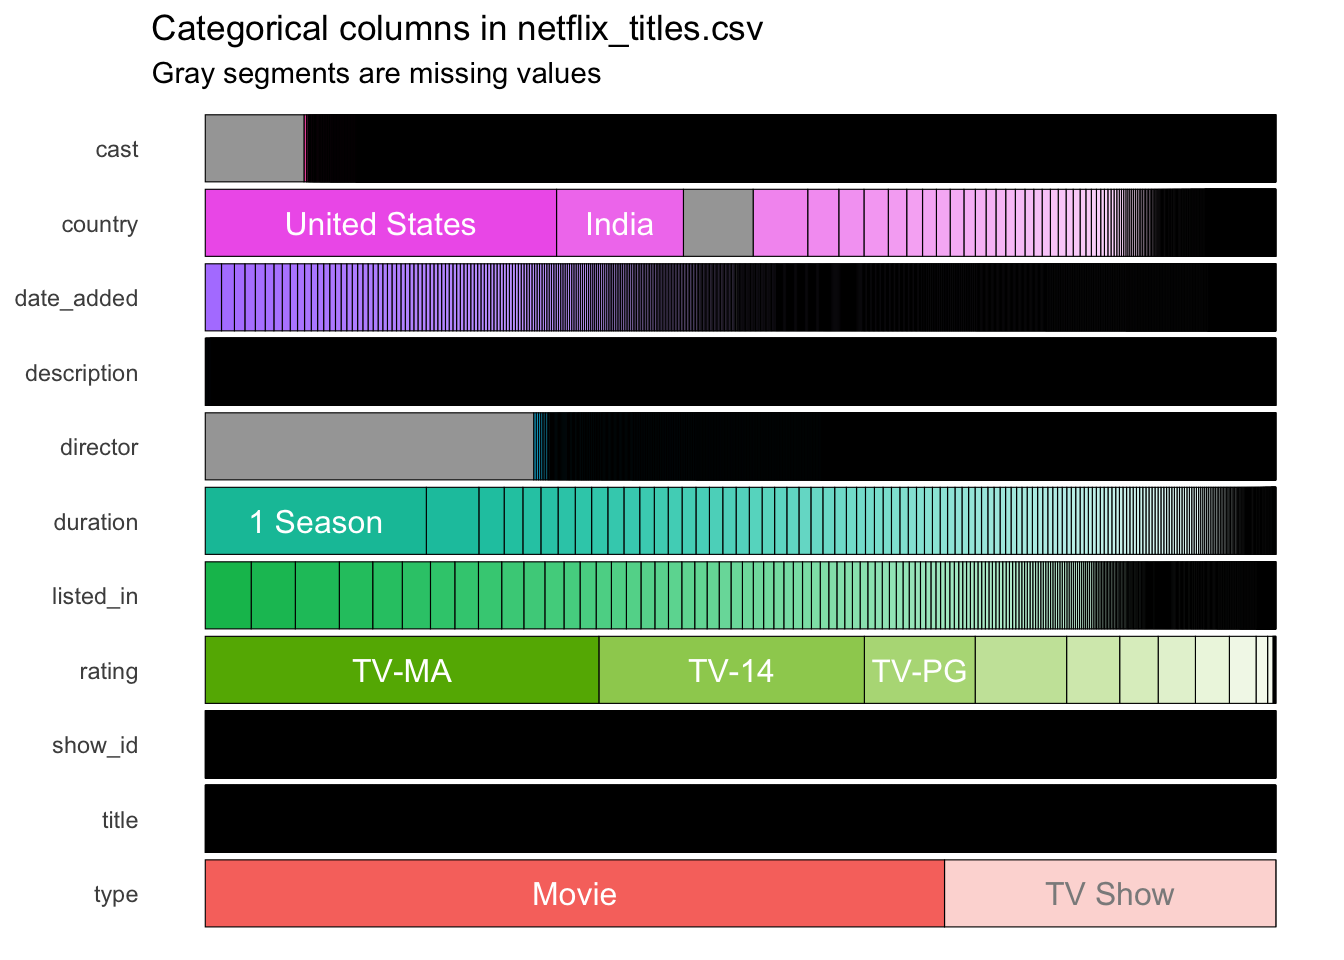 Categorical columns in netflix_titles.csv
Gray segments are missing values
cast
country
United States
India
date_added
description
director
duration
1 Season
listed_in
rating
TV-MA
TV-14
TV-PG
show_id
title
type
Movie
TV Show